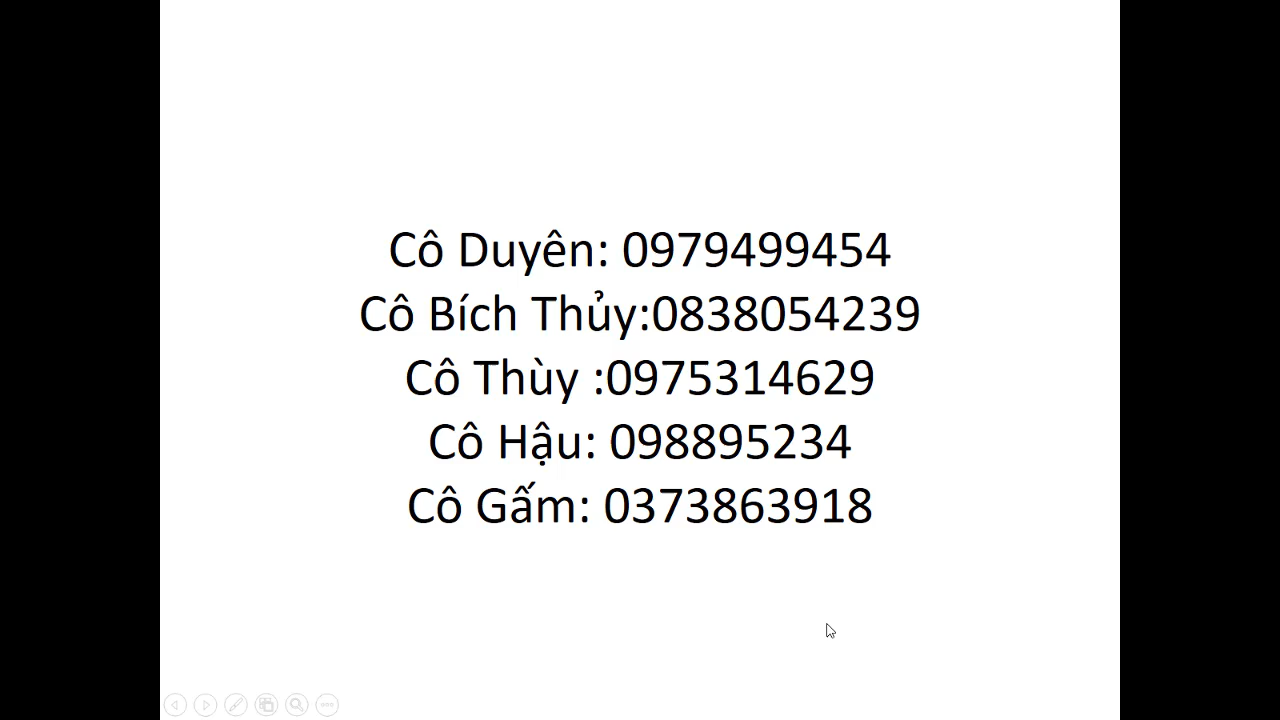 Cô Duyên: 0979499454
Cô Bích Thủy:0838054239
Cô Thùy :0975314629
Cô Hậu: 098895234
Cô Gấm: 0373863918